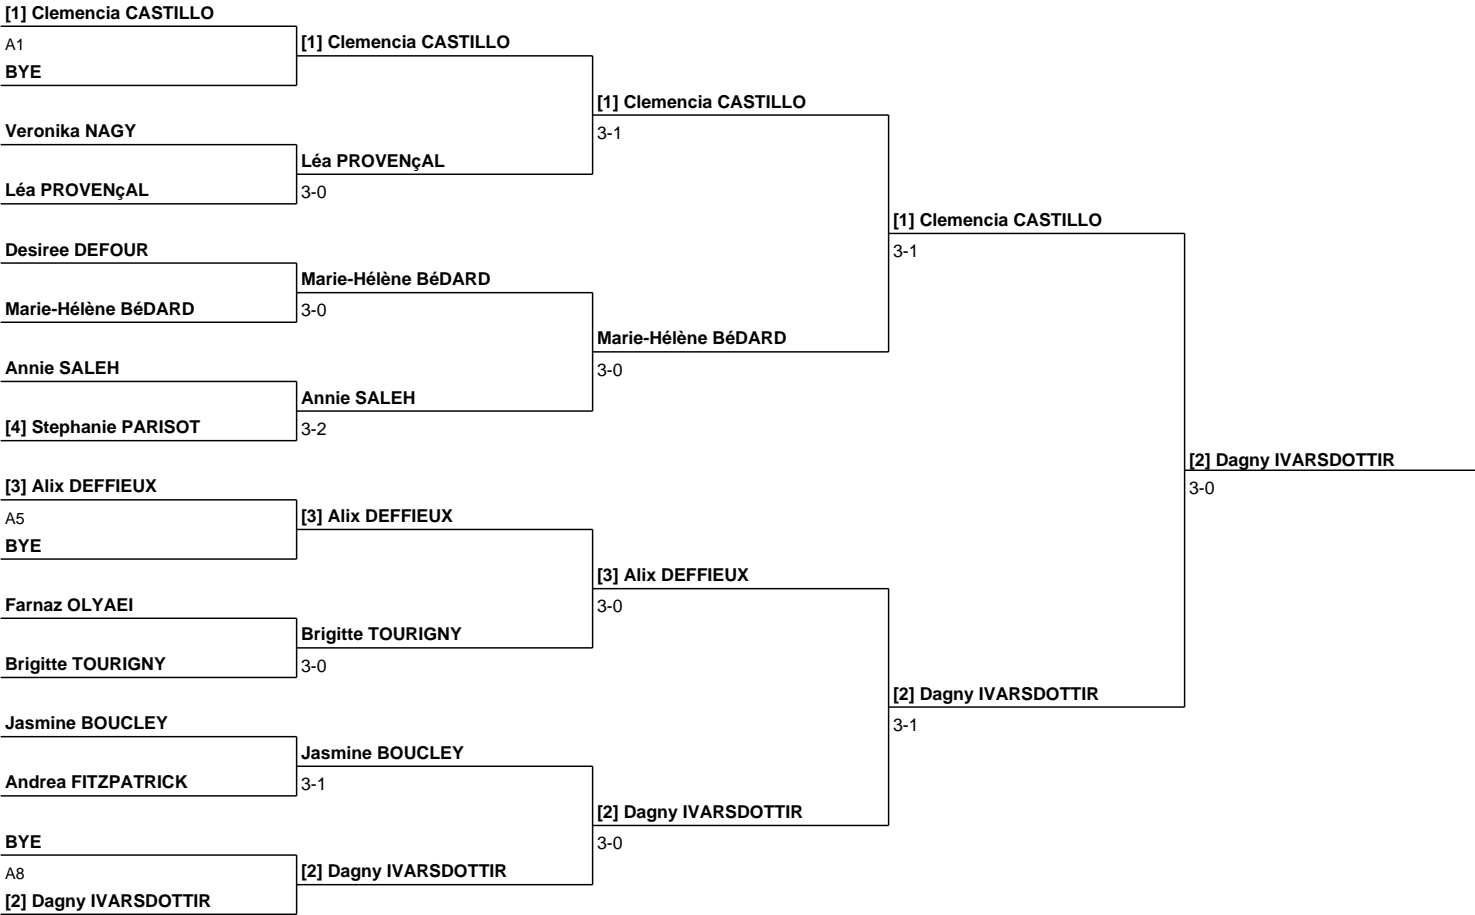 [1] Clemencia CASTILLO
A1
[1] Clemencia CASTILLO
BYE
[1] Clemencia CASTILLO
3-1
Veronika NAGY
Léa PROVENçAL
Léa PROVENçAL
3-0
[1] Clemencia CASTILLO
3-1
Desiree DEFOUR
Marie-Hélène BéDARD
Marie-Hélène BéDARD
3-0
Marie-Hélène BéDARD
3-0
Annie SALEH
Annie SALEH
[4] Stephanie PARISOT
3-2
[2] Dagny IVARSDOTTIR
3-0
[3] Alix DEFFIEUX
A5
[3] Alix DEFFIEUX
BYE
[3] Alix DEFFIEUX
3-0
Farnaz OLYAEI
Brigitte TOURIGNY
Brigitte TOURIGNY
3-0
[2] Dagny IVARSDOTTIR
3-1
Jasmine BOUCLEY
Jasmine BOUCLEY
Andrea FITZPATRICK
3-1
[2] Dagny IVARSDOTTIR
3-0
BYE
A8
[2] Dagny IVARSDOTTIR
[2] Dagny IVARSDOTTIR